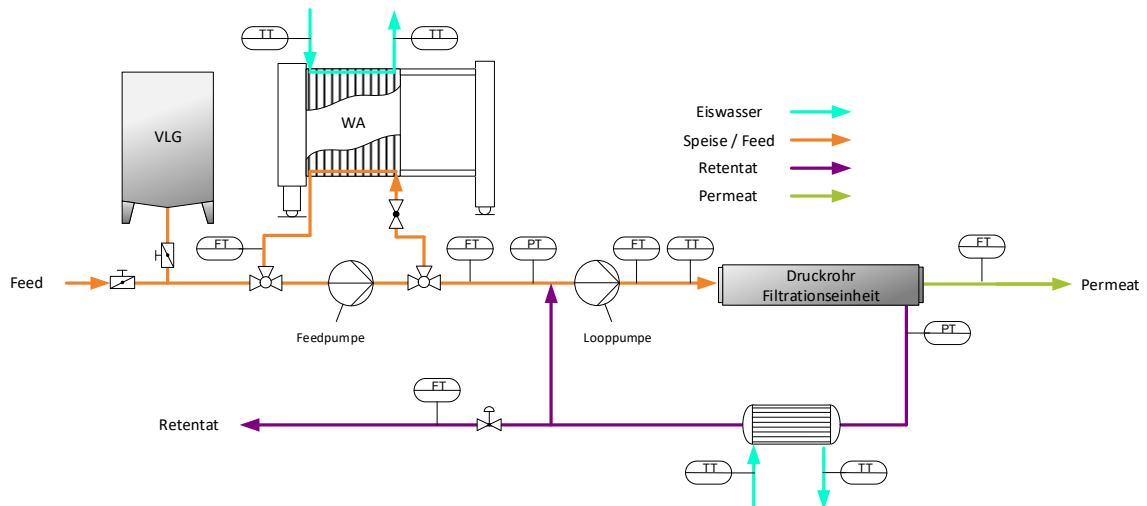 TT
TT
VLG
WA
Eiswasser
Speise / Feed
Retentat
Permeat
FT
FT
PT
FT
TT
FT
Feed
Druckrohr
Filtrationseinheit
Permeat
Feedpumpe
Looppumpe
PT
FT
Retentat
TT
TT